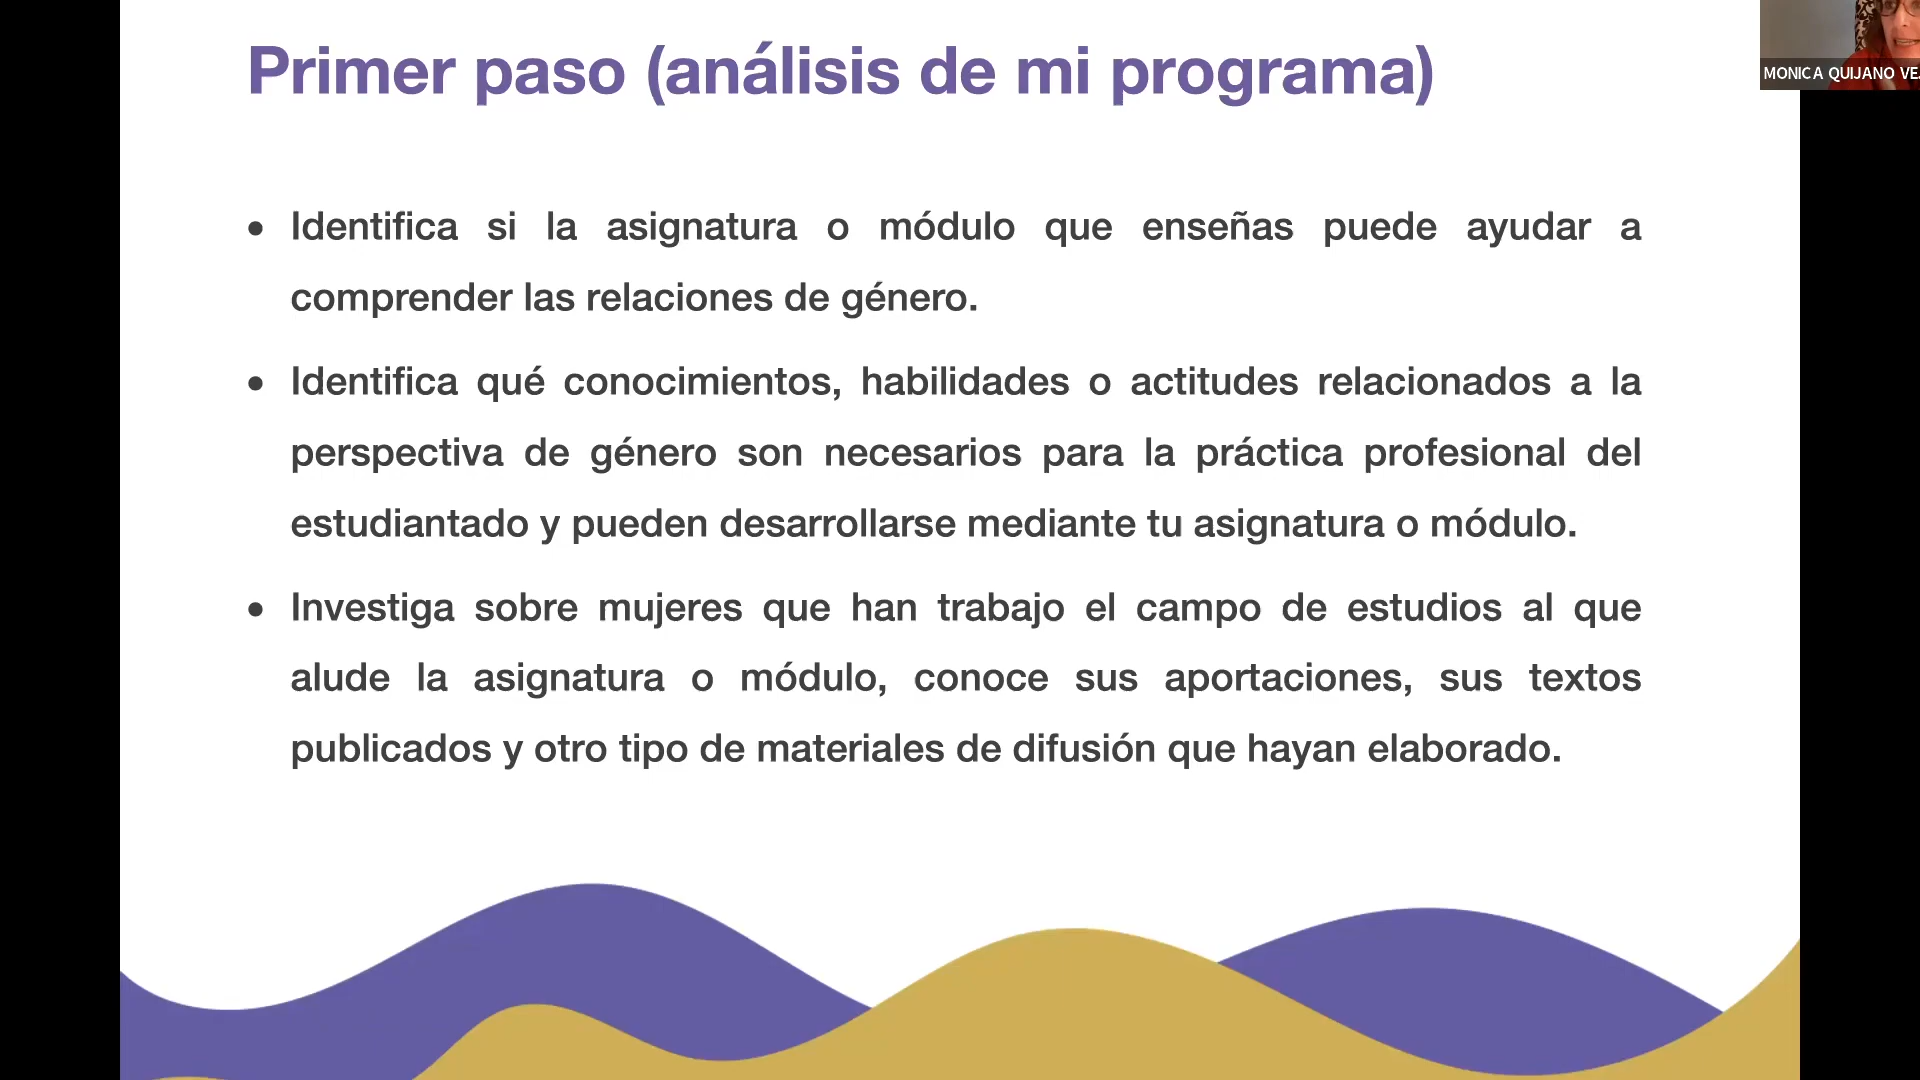 Primer paso (análisis de mi programa)
MONICA QUIJANO VE
• Identifica si la asignatura o módulo que enseñas puede ayudar a
comprender las relaciones de género.
• Identifica qué conocimientos, habilidades o actitudes relacionados a la
perspectiva de género son necesarios para la práctica profesional del
estudiantado y pueden desarrollarse mediante tu asignatura o módulo.
• Investiga sobre mujeres que han trabajo el campo de estudios al que
alude la asignatura o módulo, conoce sus aportaciones, sus textos
publicados y otro tipo de materiales de difusión que hayan elaborado.